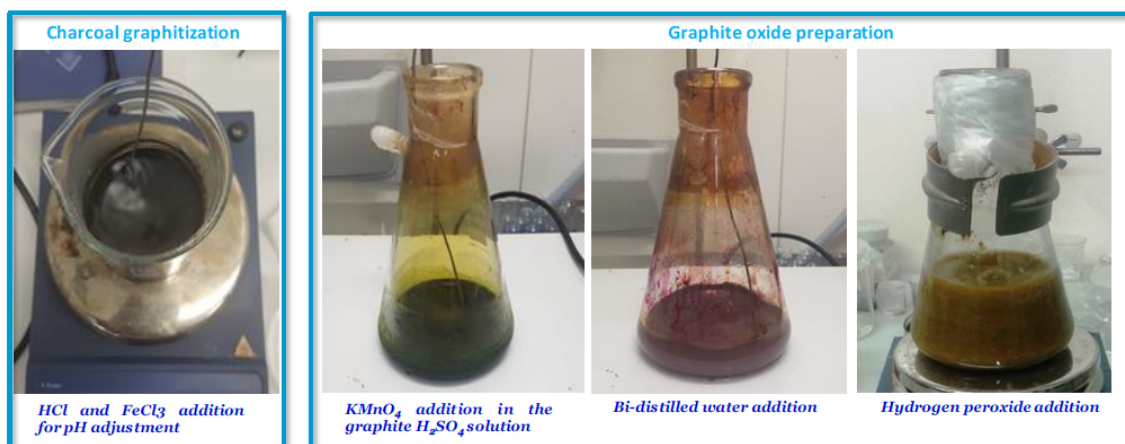 Charcoal graphitization
HCl and FeCl3 addition
for pH adjustment
Graphite oxide preparation
KMnO₄ addition in the
graphite H₂SO₄ solution
Bi-distilled water addition
Hydrogen peroxide addition